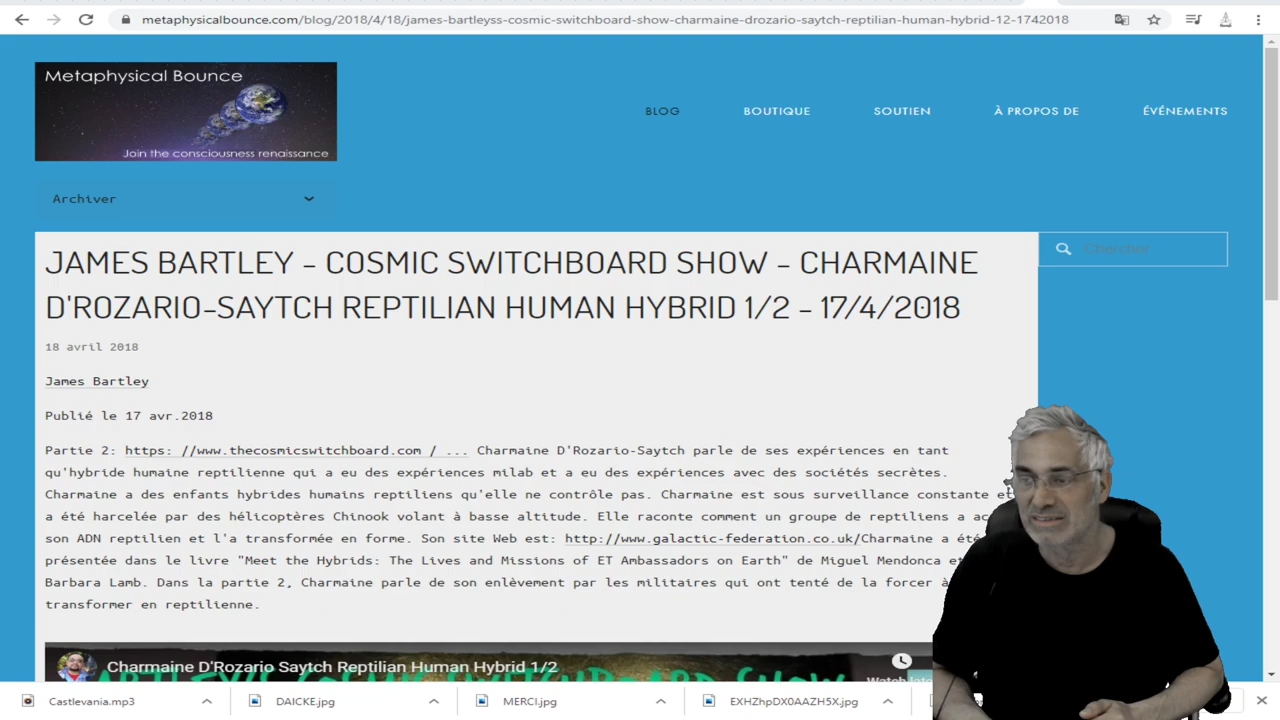 metaphysicalbounce.com/blog/2018/4/18/james-bartleyss-cosmic-switchboard-show-charmaine-drozario-saytch-reptilian-human-hybrid-12-1742018
Metaphysical Bounce
Join the consciousness renaissance
BLOG BOUTIQUE SOUTIEN À PROPOS DE ÉVÉNEMENTS
Archiver
Chercher
JAMES BARTLEY - COSMIC SWITCHBOARD SHOW - CHARMAINE
D'ROZARIO-SAYTCH REPTILIAN HUMAN HYBRID 1/2 - 17/4/2018
18 avril 2018
James Bartley
Publié le 17 avr.2018
Partie 2: https: //www.thecosmicswitchboard.com / ... Charmaine D'Rozario-Saytch parle de ses expériences en tant
qu'hybride humaine reptilienne qui a eu des expériences milab et a eu des expériences avec des sociétés secrètes.
Charmaine a des enfants hybrides humains reptiliens qu'elle ne contrôle pas. Charmaine est sous surveillance constante et
a été harcelée par des hélicoptères Chinook volant à basse altitude. Elle raconte comment un groupe de reptiliens a
son ADN reptilien et l'a transformée en forme. Son site Web est: http://www.galactic-federation.co.uk/Charmaine a été
présentée dans le livre "Meet the Hybrids: The Lives and Missions of ET Ambassadors on Earth" de Miguel Mendonca et
Barbara Lamb. Dans la partie 2, Charmaine parle de son enlèvement par les militaires qui ont tenté de la forcer à
transformer en reptilienne.
Charmaine D'Rozario Saytch Reptilian Human Hybrid 1/2
Watch later
Castlevania.mp3 DAICKE.jpg MERCI.jpg EXHZhpDX0AAZH5X.jpg